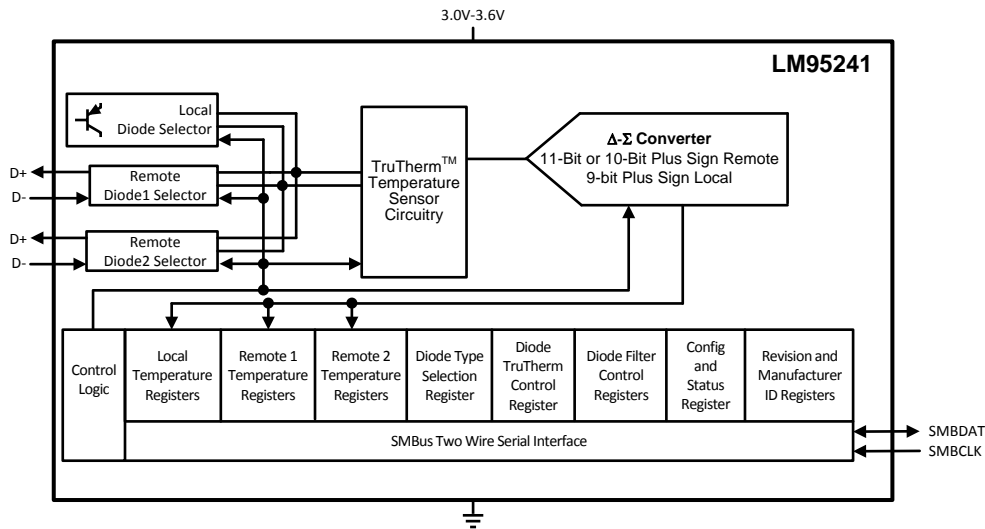 3.0V-3.6V
LM95241
Local
Diode Selector
D+
D-
Remote
Diode1 Selector
D+
D-
Remote
Diode2 Selector
TruTherm™
Temperature
Sensor
Circuitry
Δ-Σ Converter
11-Bit or 10-Bit Plus Sign Remote
9-bit Plus Sign Local
Control
Logic
Local
Temperature
Registers
Remote 1
Temperature
Registers
Remote 2
Temperature
Registers
Diode Type
Selection
Register
Diode
TruTherm
Control
Register
Diode Filter
Control
Registers
Config
and
Status
Register
Revision and
Manufacturer
ID Registers
SMBus Two Wire Serial Interface
SMBDAT
SMBCLK